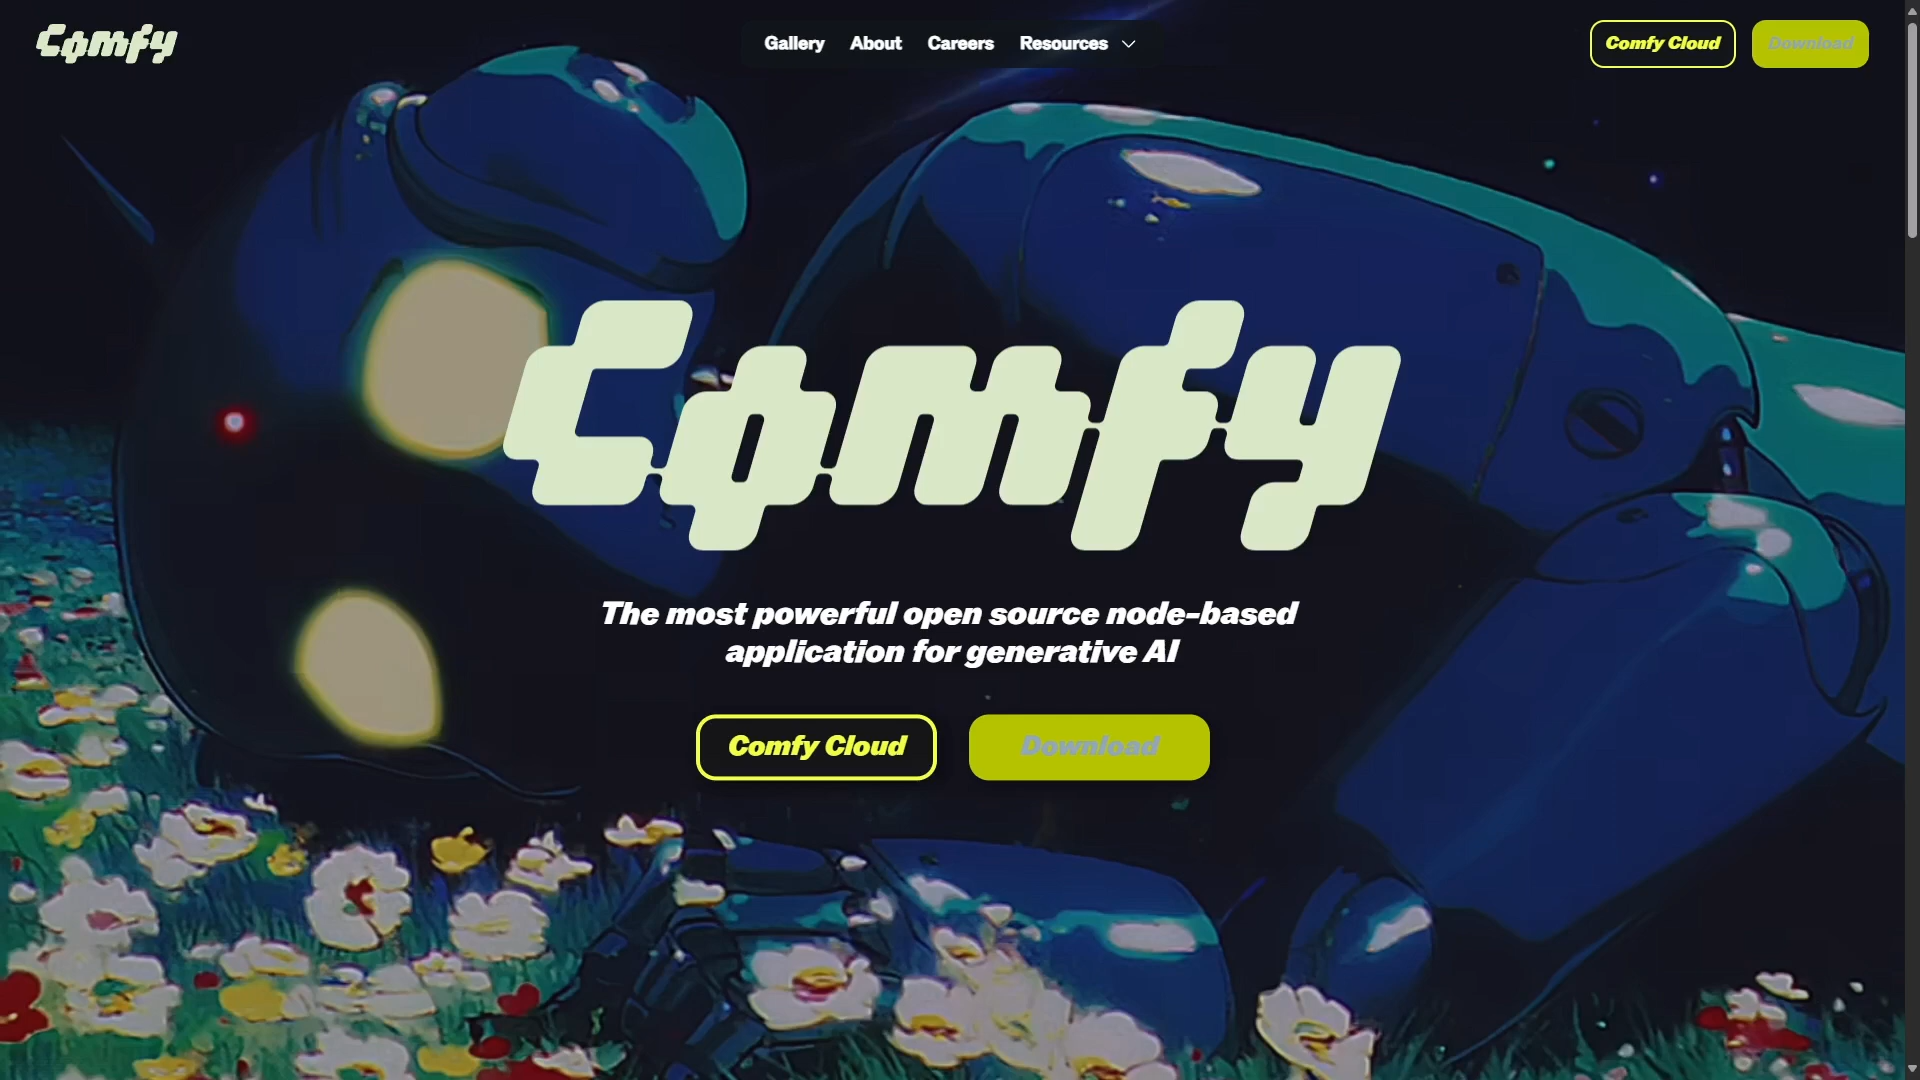 Comfy
Gallery About Careers Resources
Comfy Cloud Download
Comfy
The most powerful open source node-based
application for generative AI
Comfy Cloud Download